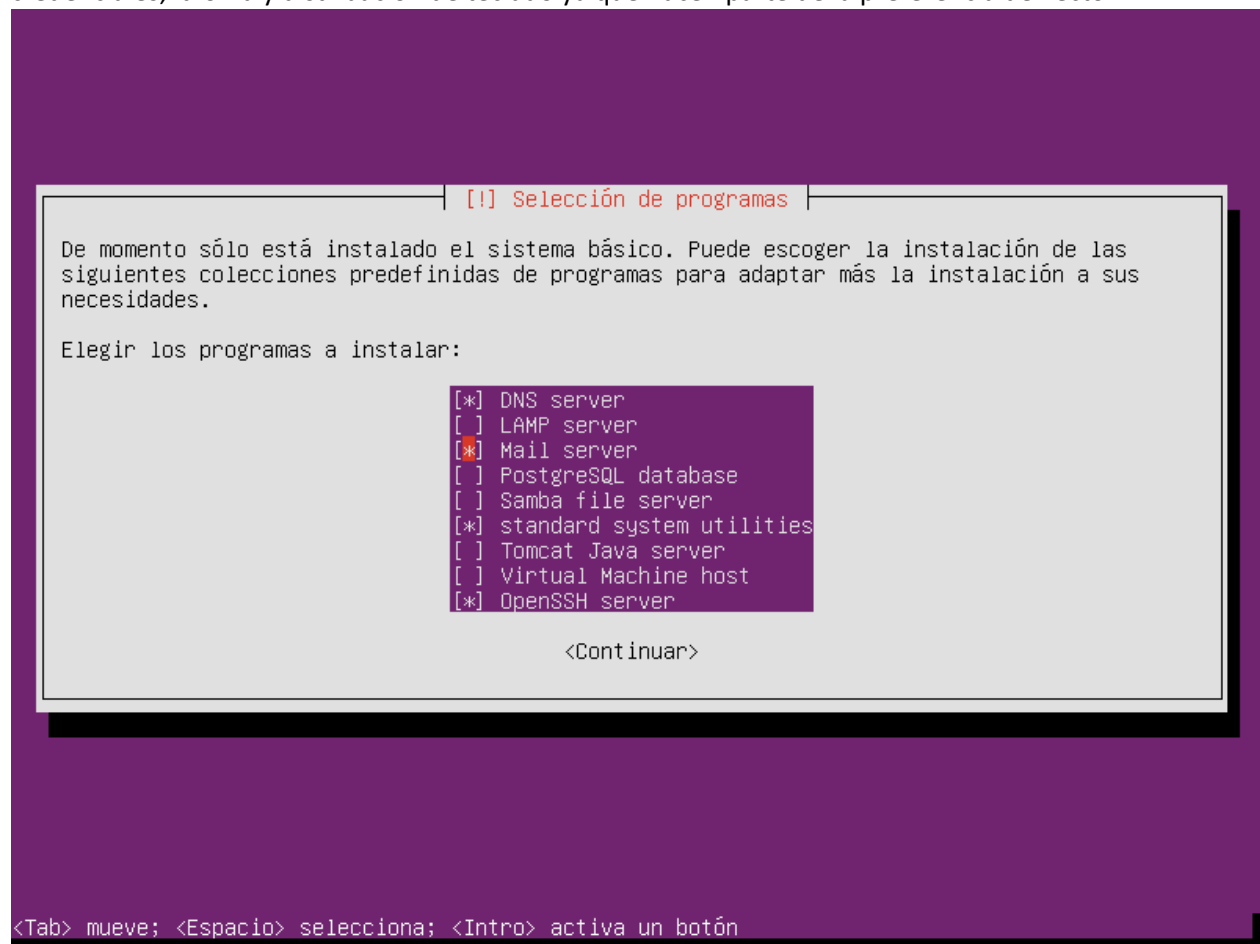 [!] Selección de programas
De momento sólo está instalado el sistema básico. Puede escoger la instalación de las
siguientes colecciones predefinidas de programas para adaptar más la instalación a sus
necesidades.
Elegir los programas a instalar:
[*] DNS server
[ ] LAMP server
[*] Mail server
[ ] PostgreSQL database
[ ] Samba file server
[*] standard system utilities
[ ] Tomcat Java server
[ ] Virtual Machine host
[*] OpenSSH server
<Continuar>
<Tab> mueve; <Espacio> selecciona; <Intro> activa un botón